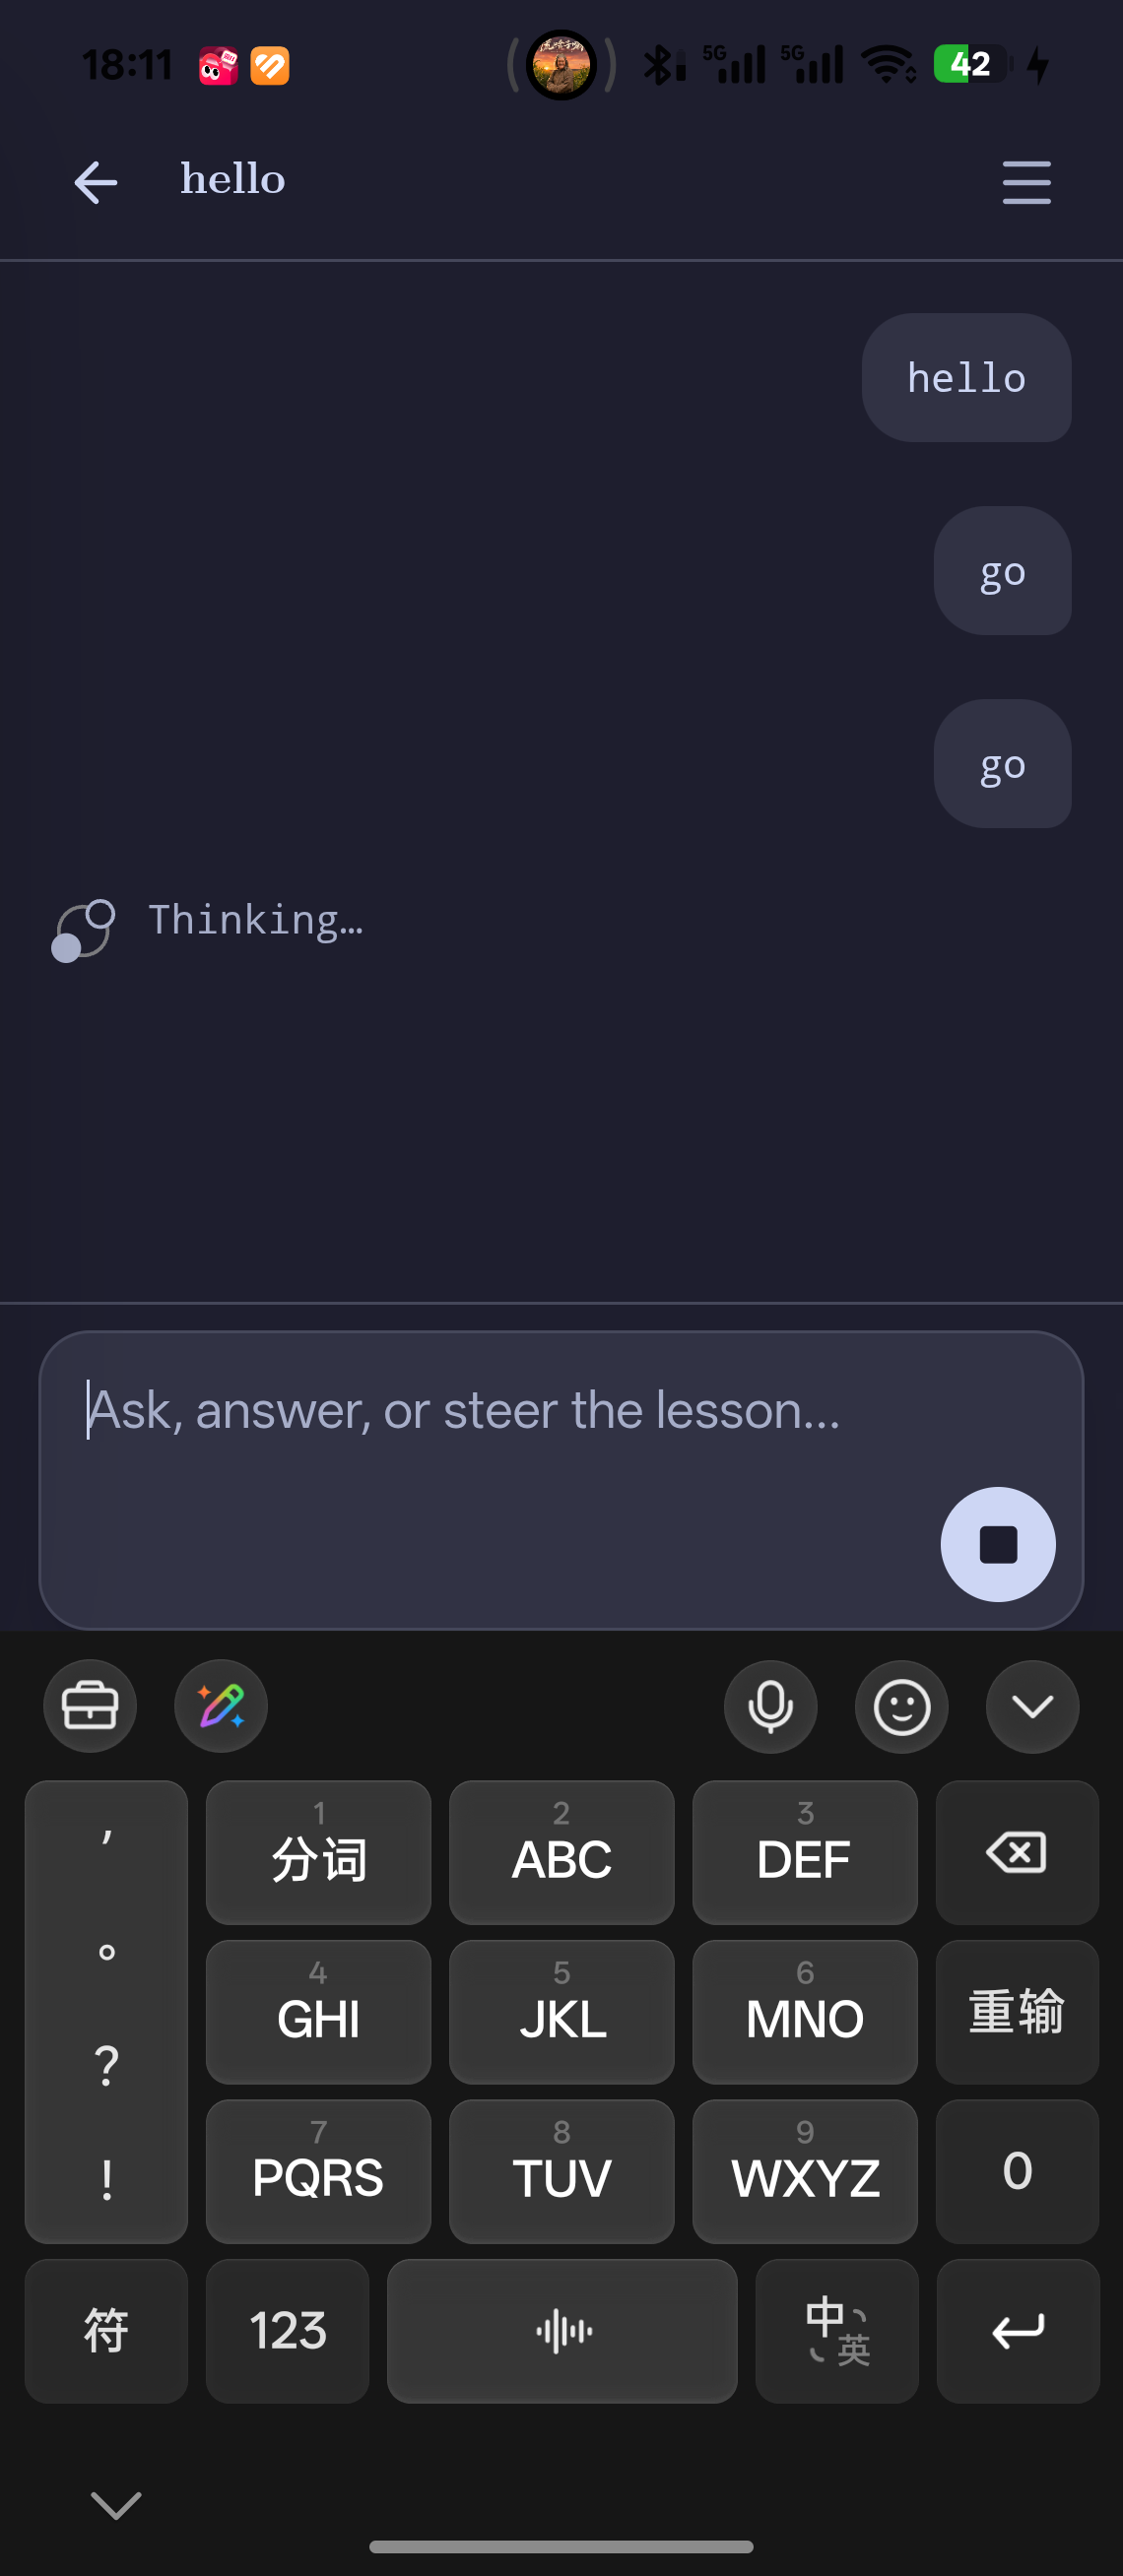 18:11
5G
5G
42
hello
hello
go
go
Thinking…
Ask, answer, or steer the lesson...
,
1
分词
2
ABC
3
DEF
。
4
GHI
5
JKL
6
MNO
重输
?
7
PQRS
8
TUV
9
WXYZ
0
!
符
123
中
英